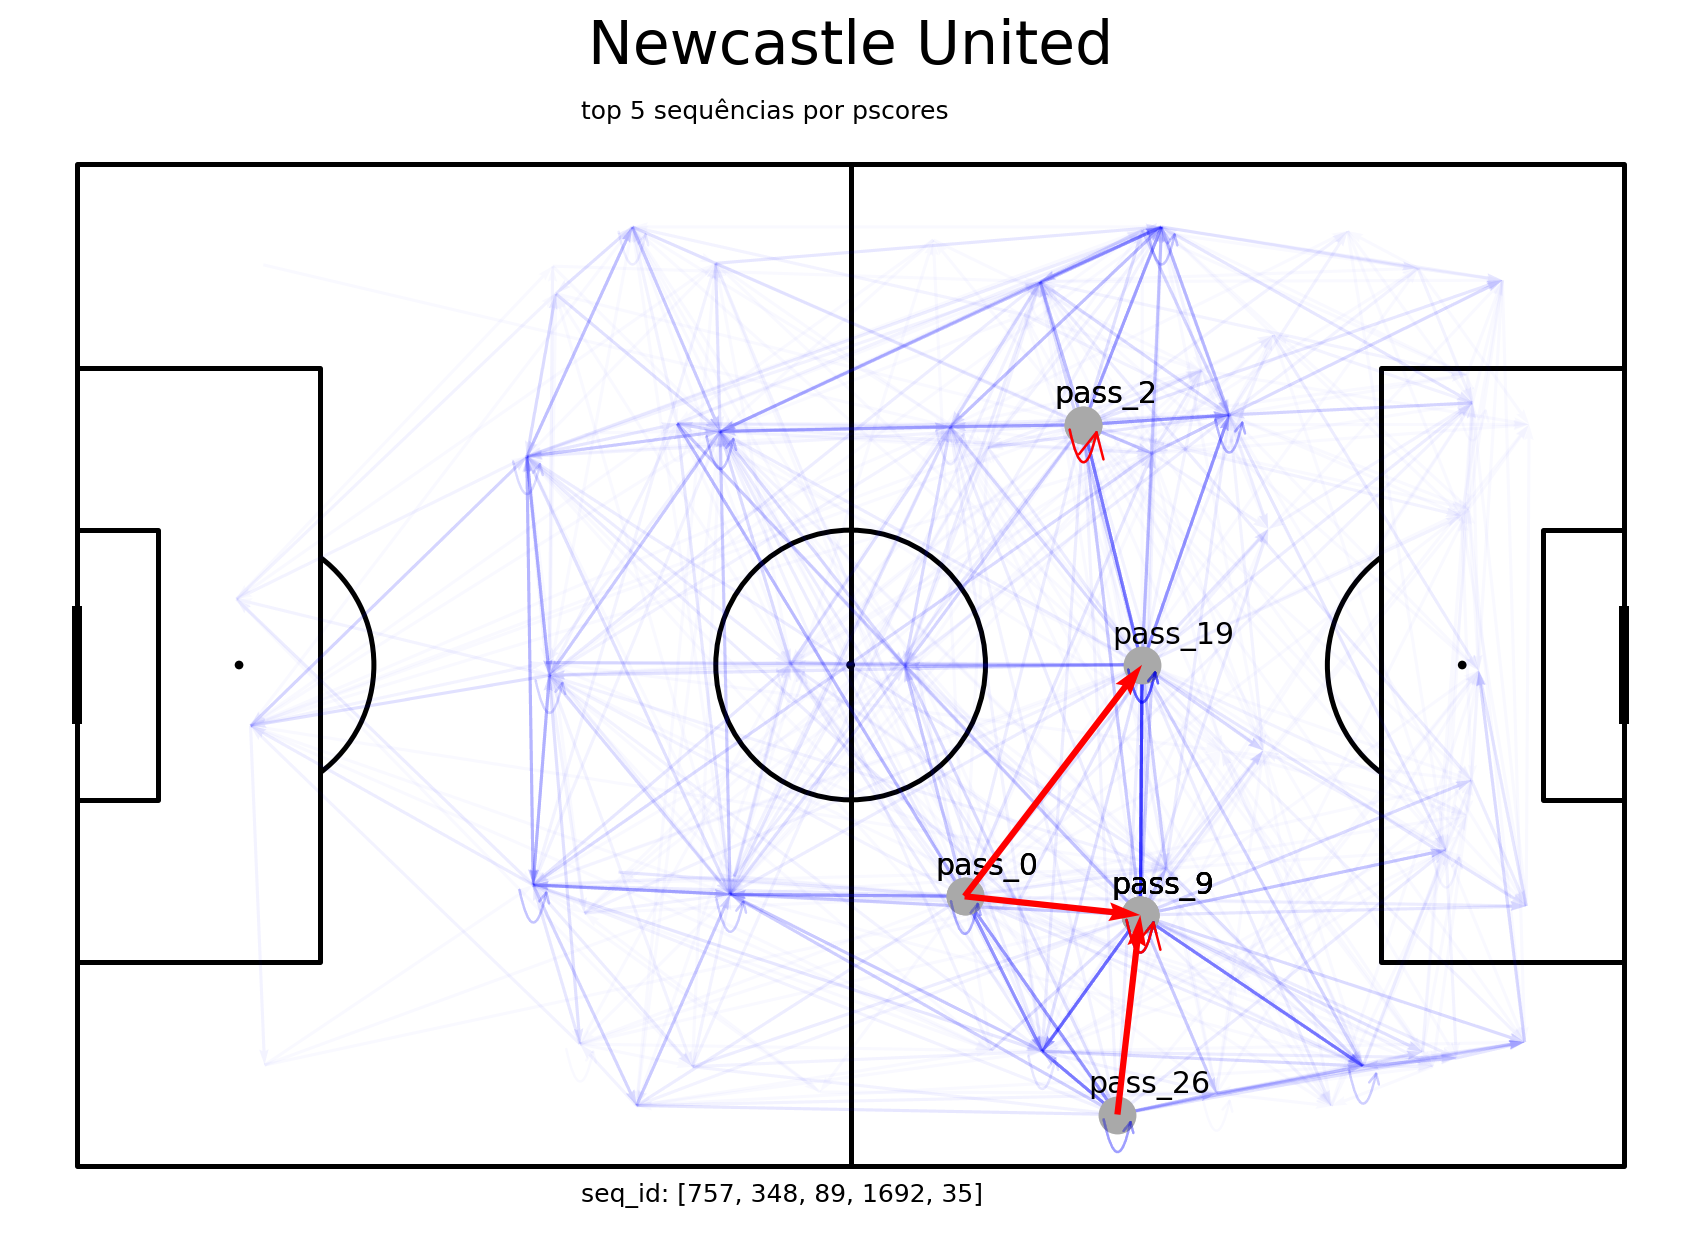 Newcastle United
top 5 sequências por pscores
pass_2
pass_19
pass_0
pass_9
pass_26
seq_id: [757, 348, 89, 1692, 35]